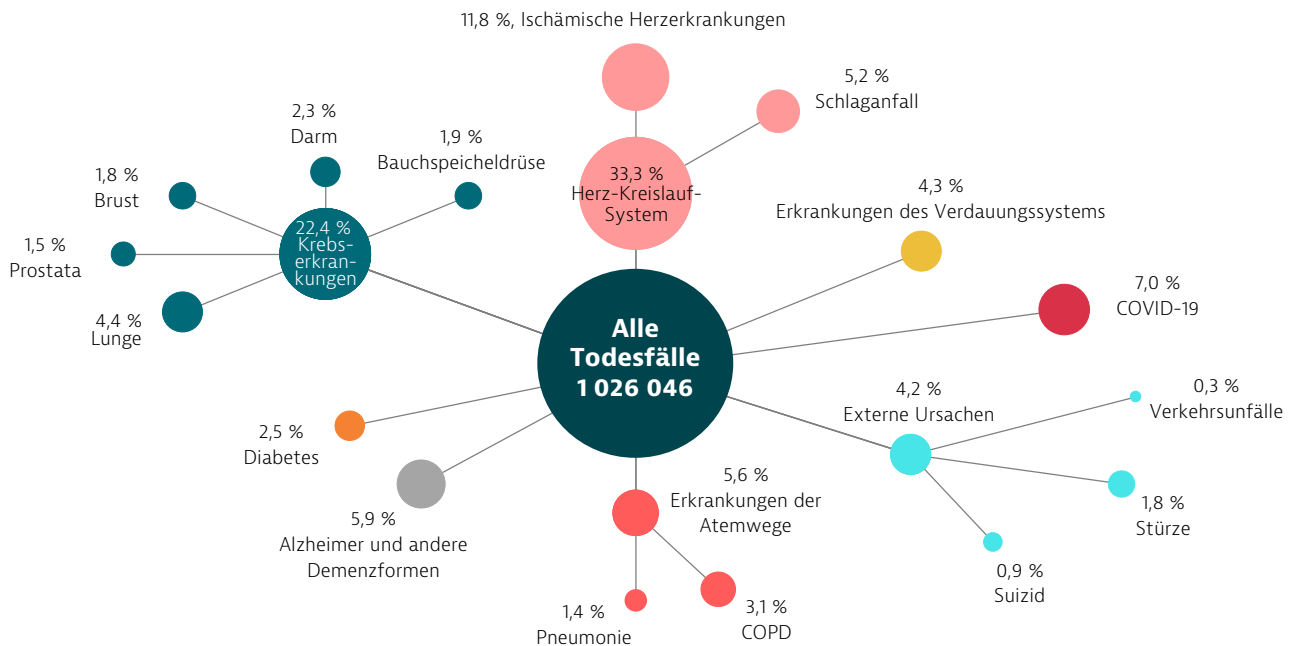 11,8 %, Ischämische Herzerkrankungen
5,2 %
Schlaganfall
2,3 %
Darm
1,9 %
Bauchspeicheldrüse
1,8 %
Brust
1,5 %
Prostata
4,4 %
Lunge
22,4 %
Krebs-
erkran-
kungen
33,3 %
Herz-Kreislauf-
System
4,3 %
Erkrankungen des Verdauungssystems
7,0 %
COVID-19
Alle
Todesfälle
1 026 046
4,2 %
Externe Ursachen
0,3 %
Verkehrsunfälle
1,8 %
Stürze
0,9 %
Suizid
2,5 %
Diabetes
5,9 %
Alzheimer und andere
Demenzformen
5,6 %
Erkrankungen der
Atemwege
1,4 %
Pneumonie
3,1 %
COPD